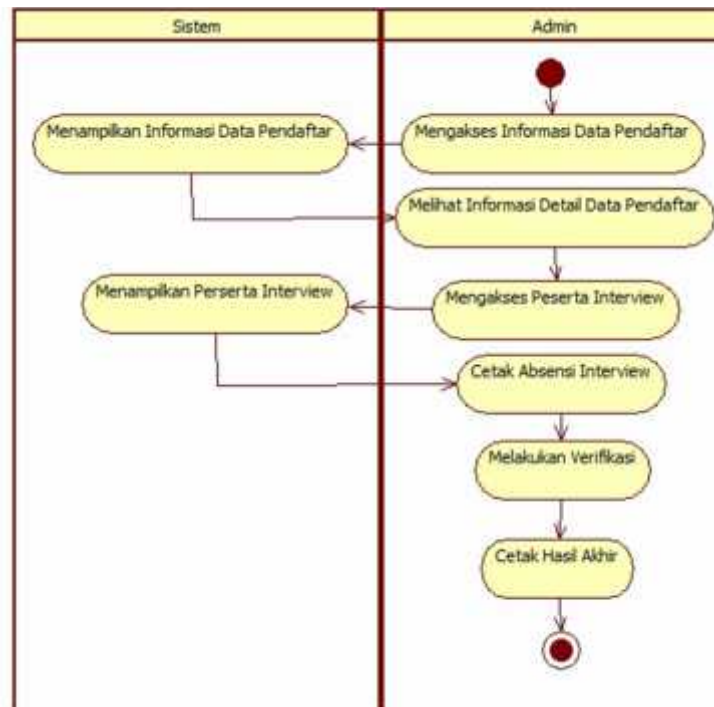 Sistem
Admin
Mengakses Informasi Data Pendaftar
Menampilkan Informasi Data Pendaftar
Melihat Informasi Detail Data Pendaftar
Mengakses Peserta Interview
Menampilkan Perserta Interview
Cetak Absensi Interview
Melakukan Verifikasi
Cetak Hasil Akhir